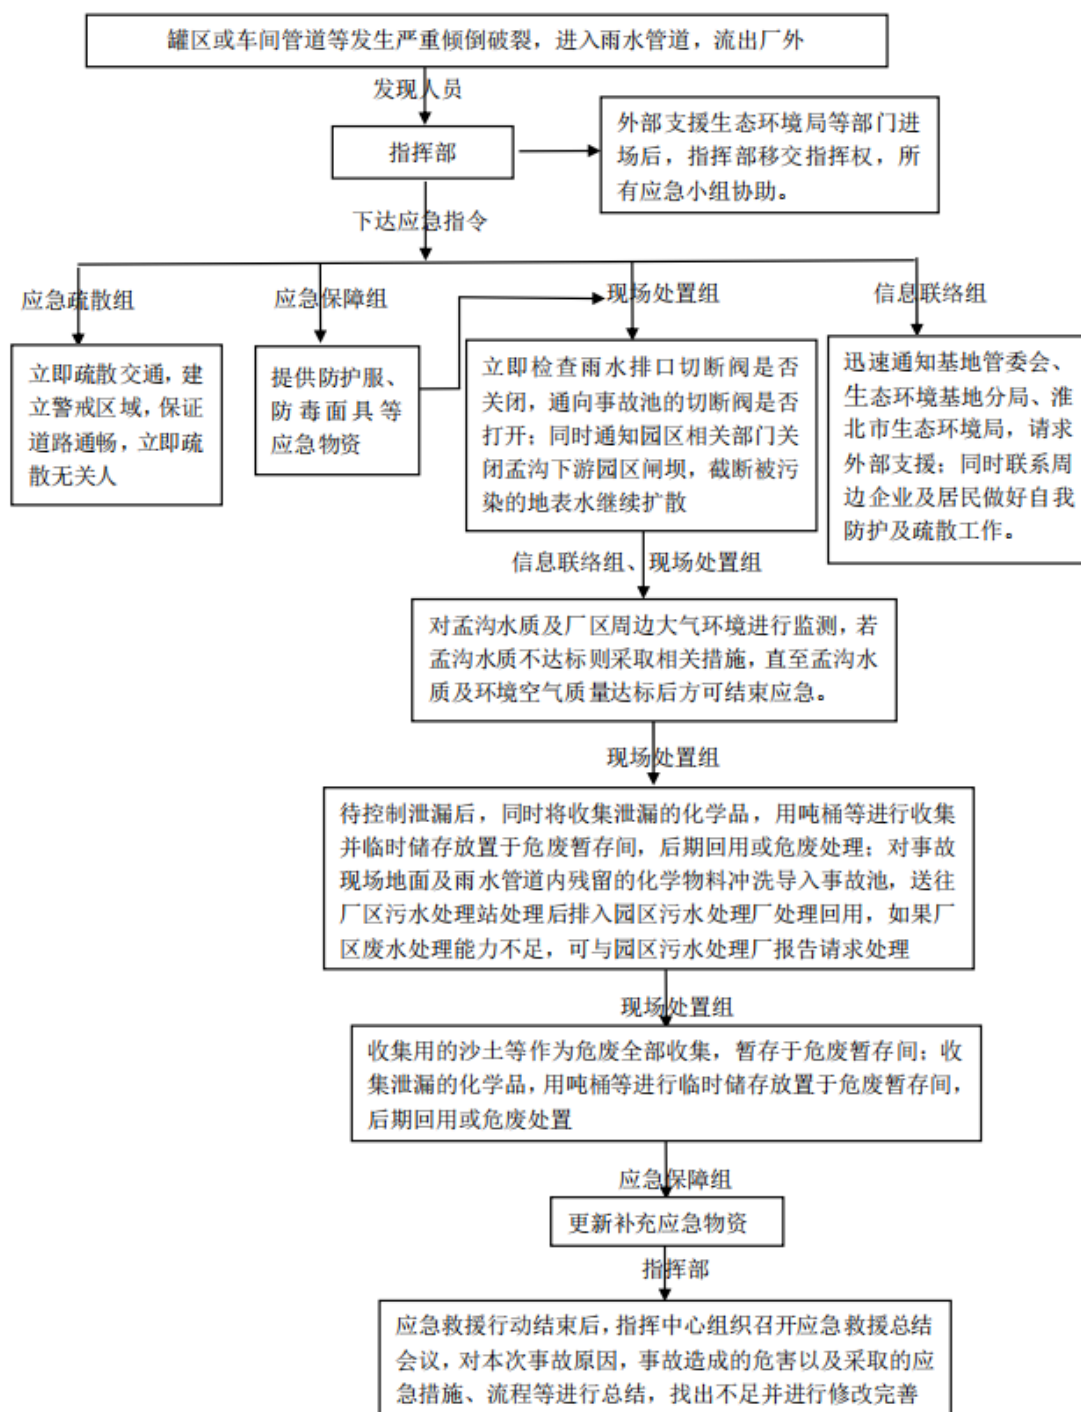 罐区或车间管道等发生严重倾倒破裂，进入雨水管道，流出厂外
发现人员
指挥部
外部支援生态环境局等部门进
场后，指挥部移交指挥权，所
有应急小组协助。
下达应急指令
应急疏散组
应急保障组
现场处置组
信息联络组
立即疏散交通，建
立警戒区域，保证
道路通畅，立即疏
散无关人
提供防护服、
防毒面具等
应急物资
立即检查雨水排口切断阀是否
关闭，通向事故池的切断阀是否
打开；同时通知园区相关部门关
闭孟沟下游园区闸坝，截断被污
染的地表水继续扩散
迅速通知基地管委会、
生态环境基地分局、淮
北市生态环境局，请求
外部支援；同时联系周
边企业及居民做好自我
防护及疏散工作。
信息联络组、现场处置组
对孟沟水质及厂区周边大气环境进行监测，若
孟沟水质不达标则采取相关措施，直至孟沟水
质及环境空气质量达标后方可结束应急。
现场处置组
待控制泄漏后，同时将收集泄漏的化学品，用吨桶等进行收集
并临时储存放置于危废暂存间，后期回用或危废处理；对事故
现场地面及雨水管道内残留的化学物料冲洗导入事故池，送往
厂区污水处理站处理后排入园区污水处理厂处理回用，如果厂
区废水处理能力不足，可与园区污水处理厂报告请求处理
现场处置组
收集用的沙土等作为危废全部收集，暂存于危废暂存间；收
集泄漏的化学品，用吨桶等进行临时储存放置于危废暂存间，
后期回用或危废处置
应急保障组
更新补充应急物资
指挥部
应急救援行动结束后，指挥中心组织召开应急救援总结
会议，对本次事故原因，事故造成的危害以及采取的应
急措施、流程等进行总结，找出不足并进行修改完善